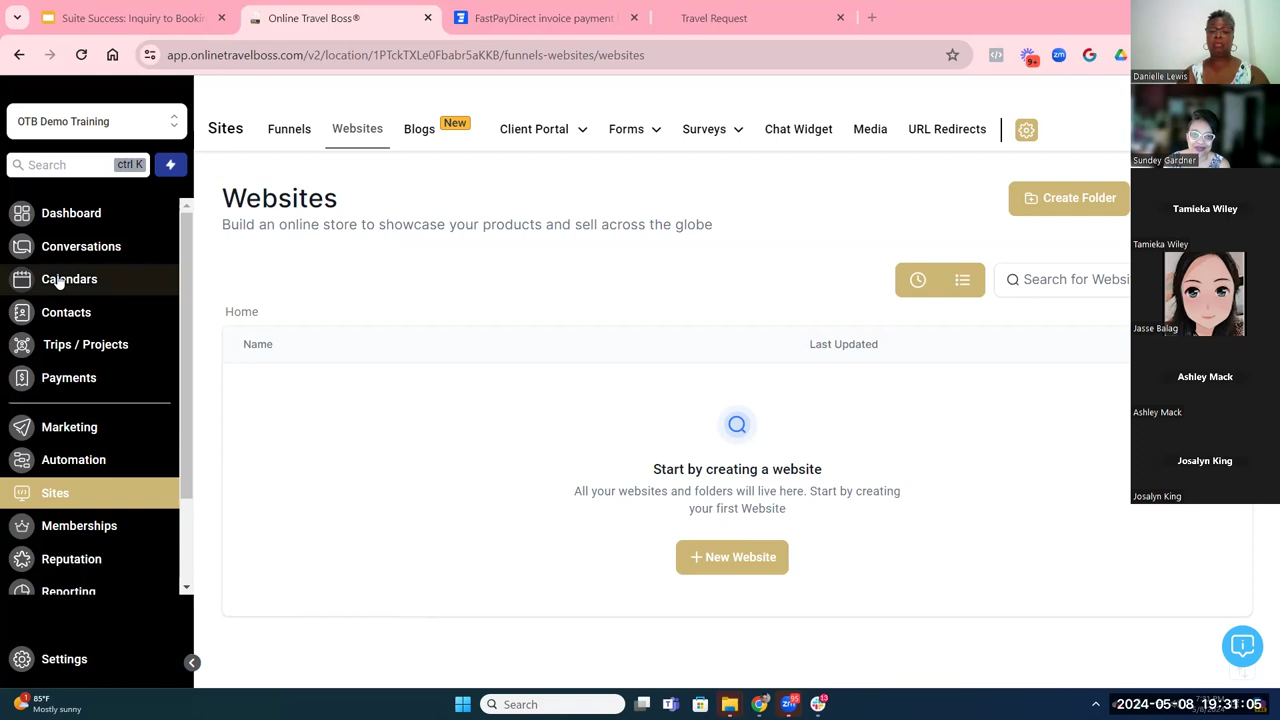 Suite Success: Inquiry to Bookin
Online Travel Boss®
FastPayDirect invoice payment
Travel Request
app.onlinetravelboss.com/v2/location/1PTckTXLe0Fbabr5aKKB/funnels-websites/websites
9+
zm
OTB Demo Training
Search
ctrl K
Dashboard
Conversations
Calendars
Contacts
Trips / Projects
Payments
Marketing
Automation
Sites
Memberships
Reputation
Reporting
Settings
Sites
Funnels
Websites
Blogs
New
Client Portal
Forms
Surveys
Chat Widget
Media
URL Redirects
Websites
Build an online store to showcase your products and sell across the globe
Create Folder
Search for Websi
Home
Name
Last Updated
Start by creating a website
All your websites and folders will live here. Start by creating
your first Website
New Website
Danielle Lewis
Sundey Gardner
Tamieka Wiley
Tamieka Wiley
Jasse Balag
Ashley Mack
Ashley Mack
Josalyn King
Josalyn King
1
85°F
Mostly sunny
Search
2024-05-08 19:31:05